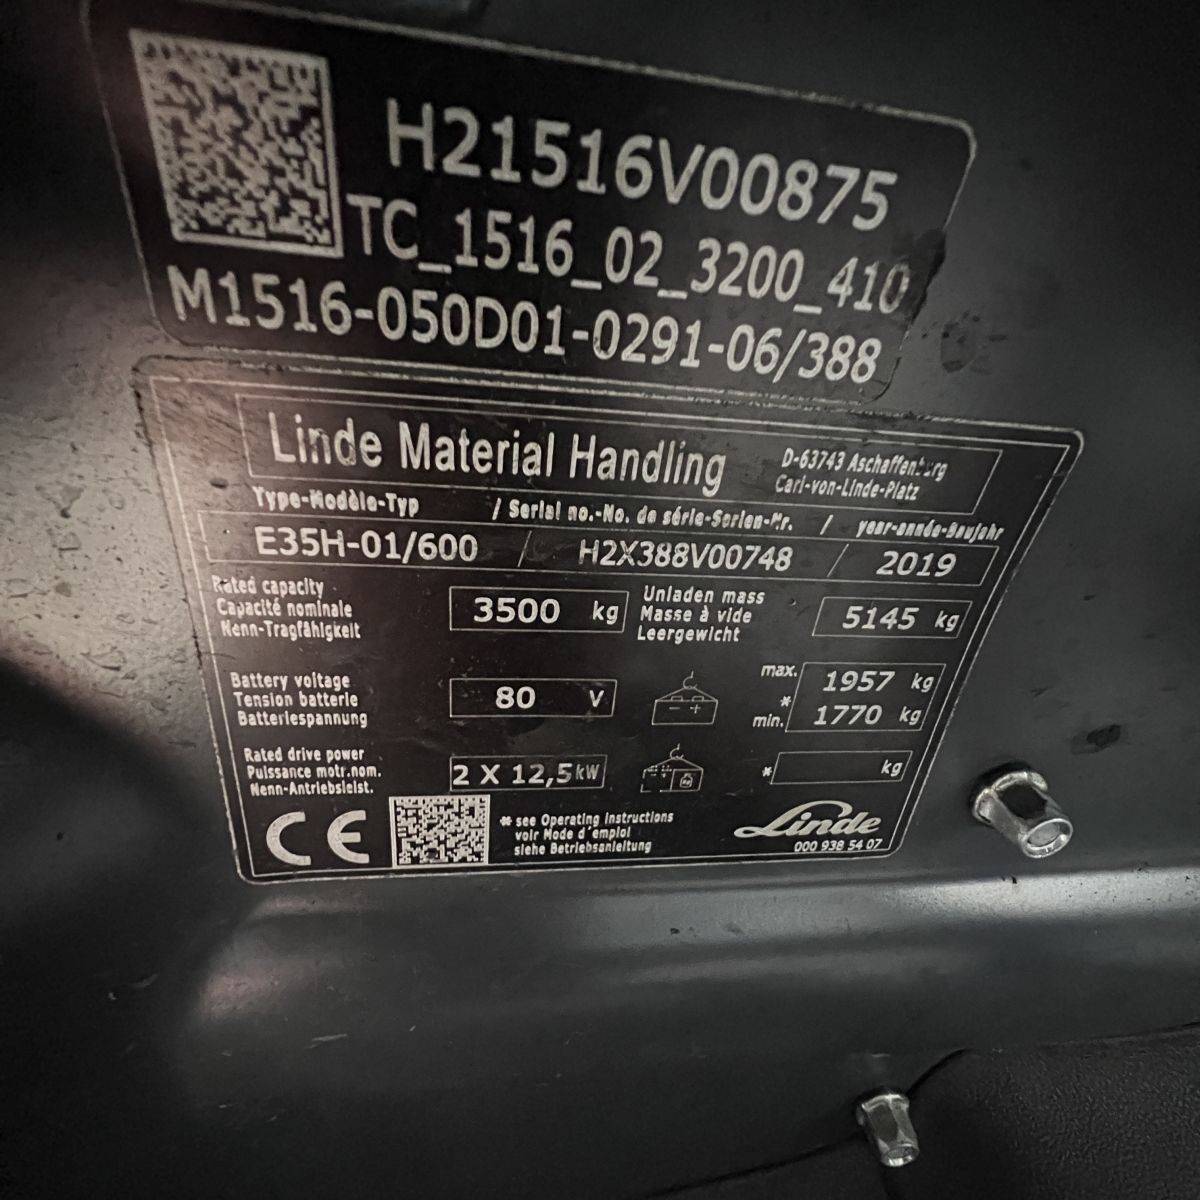 H21516V00875
TC_1516_02_3200_410
M1516-050D01-0291-06/388
Linde Material Handling
D-63743 Aschaffenburg
Carl-von-Linde-Platz
Type-Modèle-Typ / Serial no.-No. de série-Serien-Nr. / year-année-Baujahr
E35H-01/600 / H2X388V00748 / 2019
Rated capacity
Capacité nominale
Nenn-Tragfähigkeit
3500 kg
Unladen mass
Masse à vide
Leergewicht
5145 kg
Battery voltage
Tension batterie
Batteriespannung
80 V
- +
max. 1957 kg
*
min. 1770 kg
Rated drive power
Puissance motr.nom.
Nenn-Antriebsleist.
2 X 12,5 kW
* kg
CE
* see Operating instructions
voir Mode d'emploi
siehe Betriebsanleitung
Linde
000 938 54 07